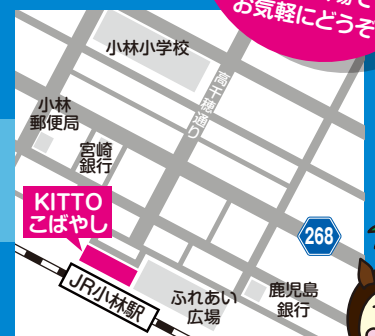 お気軽にどうぞ
小林小学校
高千穂通り
小林
郵便局
宮崎
銀行
KITTO
こばやし
268
JR小林駅
ふれあい
広場
鹿児島
銀行